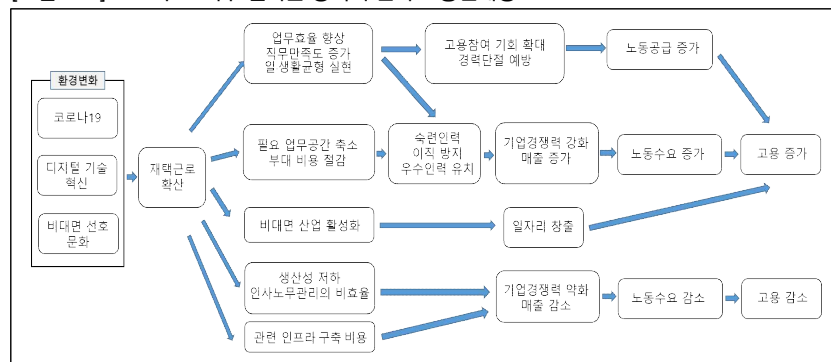 환경변화
코로나19
디지털 기술
혁신
비대면 선호
문화
재택근로
확산
업무효율 향상
직무만족도 증가
일 생활균형 실현
고용참여 기회 확대
경력단절 예방
노동공급 증가
필요 업무공간 축소
부대 비용 절감
숙련인력
이직 방지
우수인력 유치
기업경쟁력 강화
매출 증가
노동수요 증가
고용 증가
비대면 산업 활성화
일자리 창출
생산성 저하
인사노무관리의 비효율
관련 인프라 구축 비용
기업경쟁력 약화
매출 감소
노동수요 감소
고용 감소